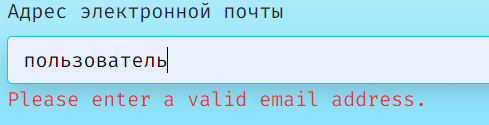 Адрес электронной почты
пользователь
Please enter a valid email address.